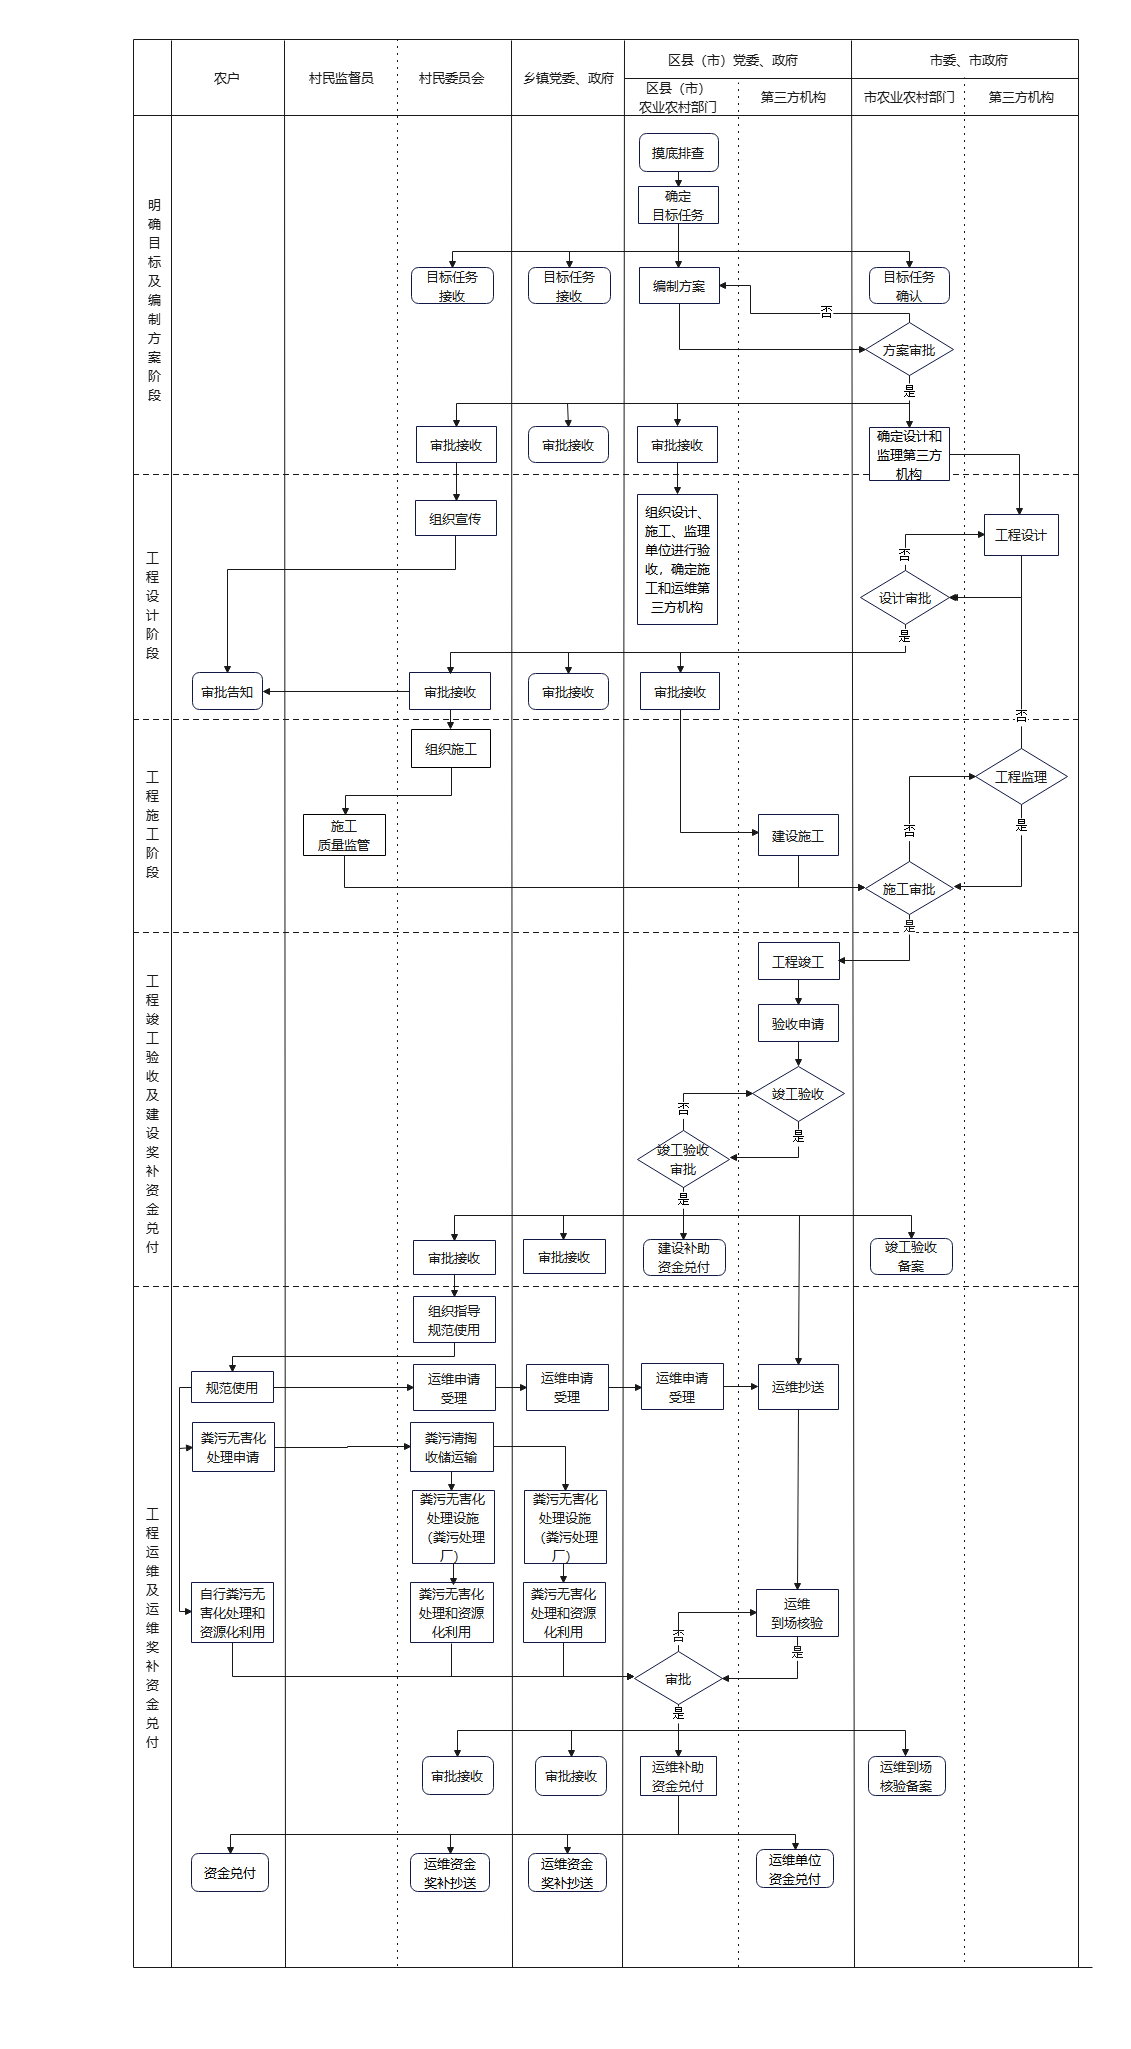 农户
村民监督员
村民委员会
乡镇党委、政府
区县（市）党委、政府
市委、市政府
区县（市）
农业农村部门
第三方机构
市农业农村部门
第三方机构
明确目标及编制方案阶段
摸底排查
确定
目标任务
目标任务
接收
目标任务
接收
编制方案
目标任务
确认
否
方案审批
是
审批接收
审批接收
审批接收
确定设计和
监理第三方
机构
工程设计阶段
组织宣传
组织设计、
施工、监理
单位进行验
收，确定施
工和运维第
三方机构
工程设计
否
设计审批
是
审批告知
审批接收
审批接收
审批接收
否
工程施工阶段
组织施工
工程监理
施工
质量监管
建设施工
否
是
施工审批
是
工程竣工验收及建设奖补资金兑付
工程竣工
验收申请
竣工验收
否
是
竣工验收
审批
是
审批接收
审批接收
建设补助
资金兑付
竣工验收
备案
工程运维及运维奖补资金兑付
组织指导
规范使用
规范使用
运维申请
受理
运维申请
受理
运维申请
受理
运维抄送
粪污无害化
处理申请
粪污清掏
收储运输
粪污无害化
处理设施
（粪污处理
厂）
粪污无害化
处理设施
（粪污处理
厂）
自行粪污无
害化处理和
资源化利用
粪污无害化
处理和资源
化利用
粪污无害化
处理和资源
化利用
运维
到场核验
否
是
审批
是
审批接收
审批接收
运维补助
资金兑付
运维到场
核验备案
资金兑付
运维资金
奖补抄送
运维资金
奖补抄送
运维单位
资金兑付